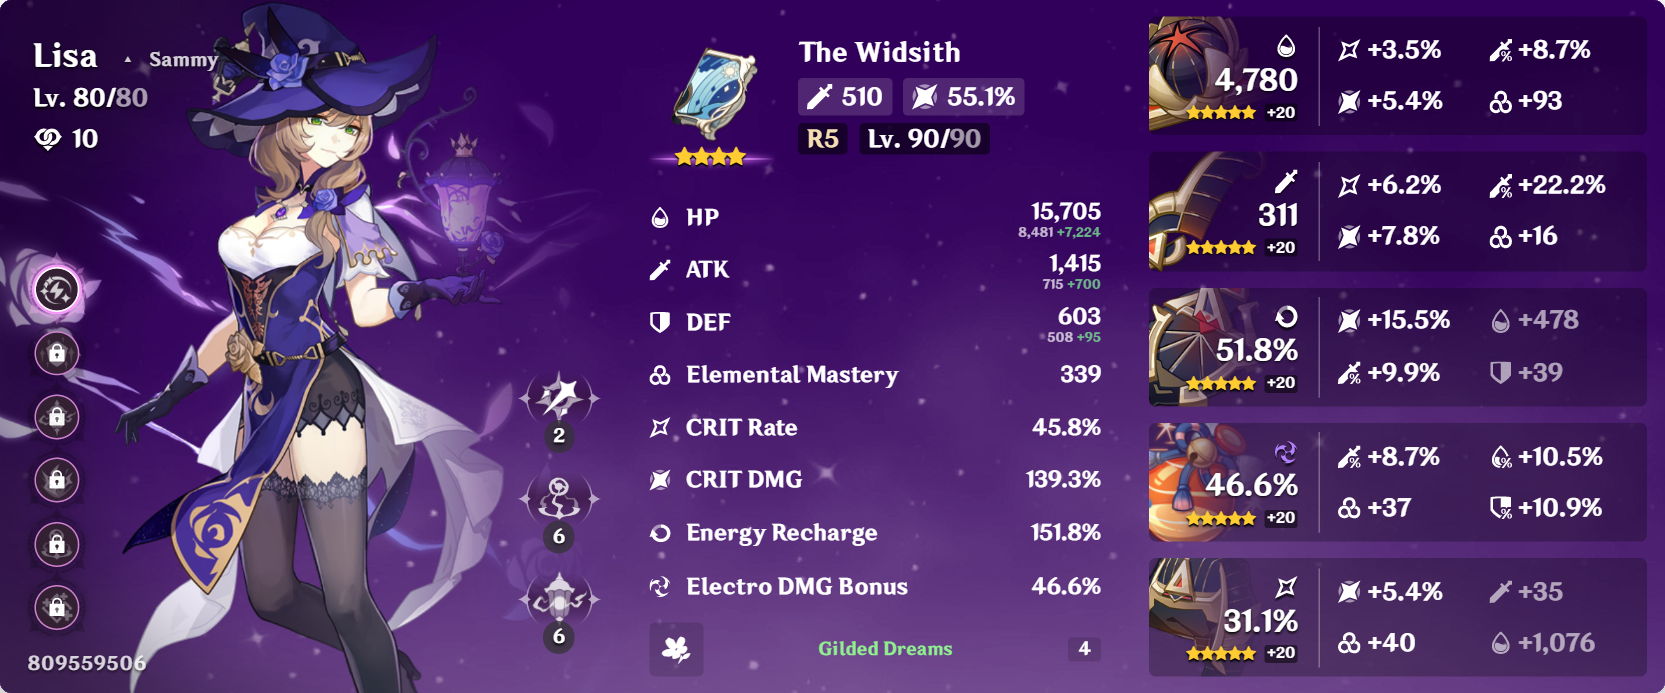 Lisa
Sammy
Lv. 80/80
10
809559506
2
6
6
The Widsith
510
55.1%
R5
Lv. 90/90
HP 15,705
8,481 +7,224
ATK 1,415
715 +700
DEF 603
508 +95
Elemental Mastery 339
CRIT Rate 45.8%
CRIT DMG 139.3%
Energy Recharge 151.8%
Electro DMG Bonus 46.6%
Gilded Dreams 4
4,780
+20
+3.5% +8.7%
+5.4% +93
311
+20
+6.2% +22.2%
+7.8% +16
51.8%
+20
+15.5% +478
+9.9% +39
46.6%
+20
+8.7% +10.5%
+37 +10.9%
31.1%
+20
+5.4% +35
+40 +1,076